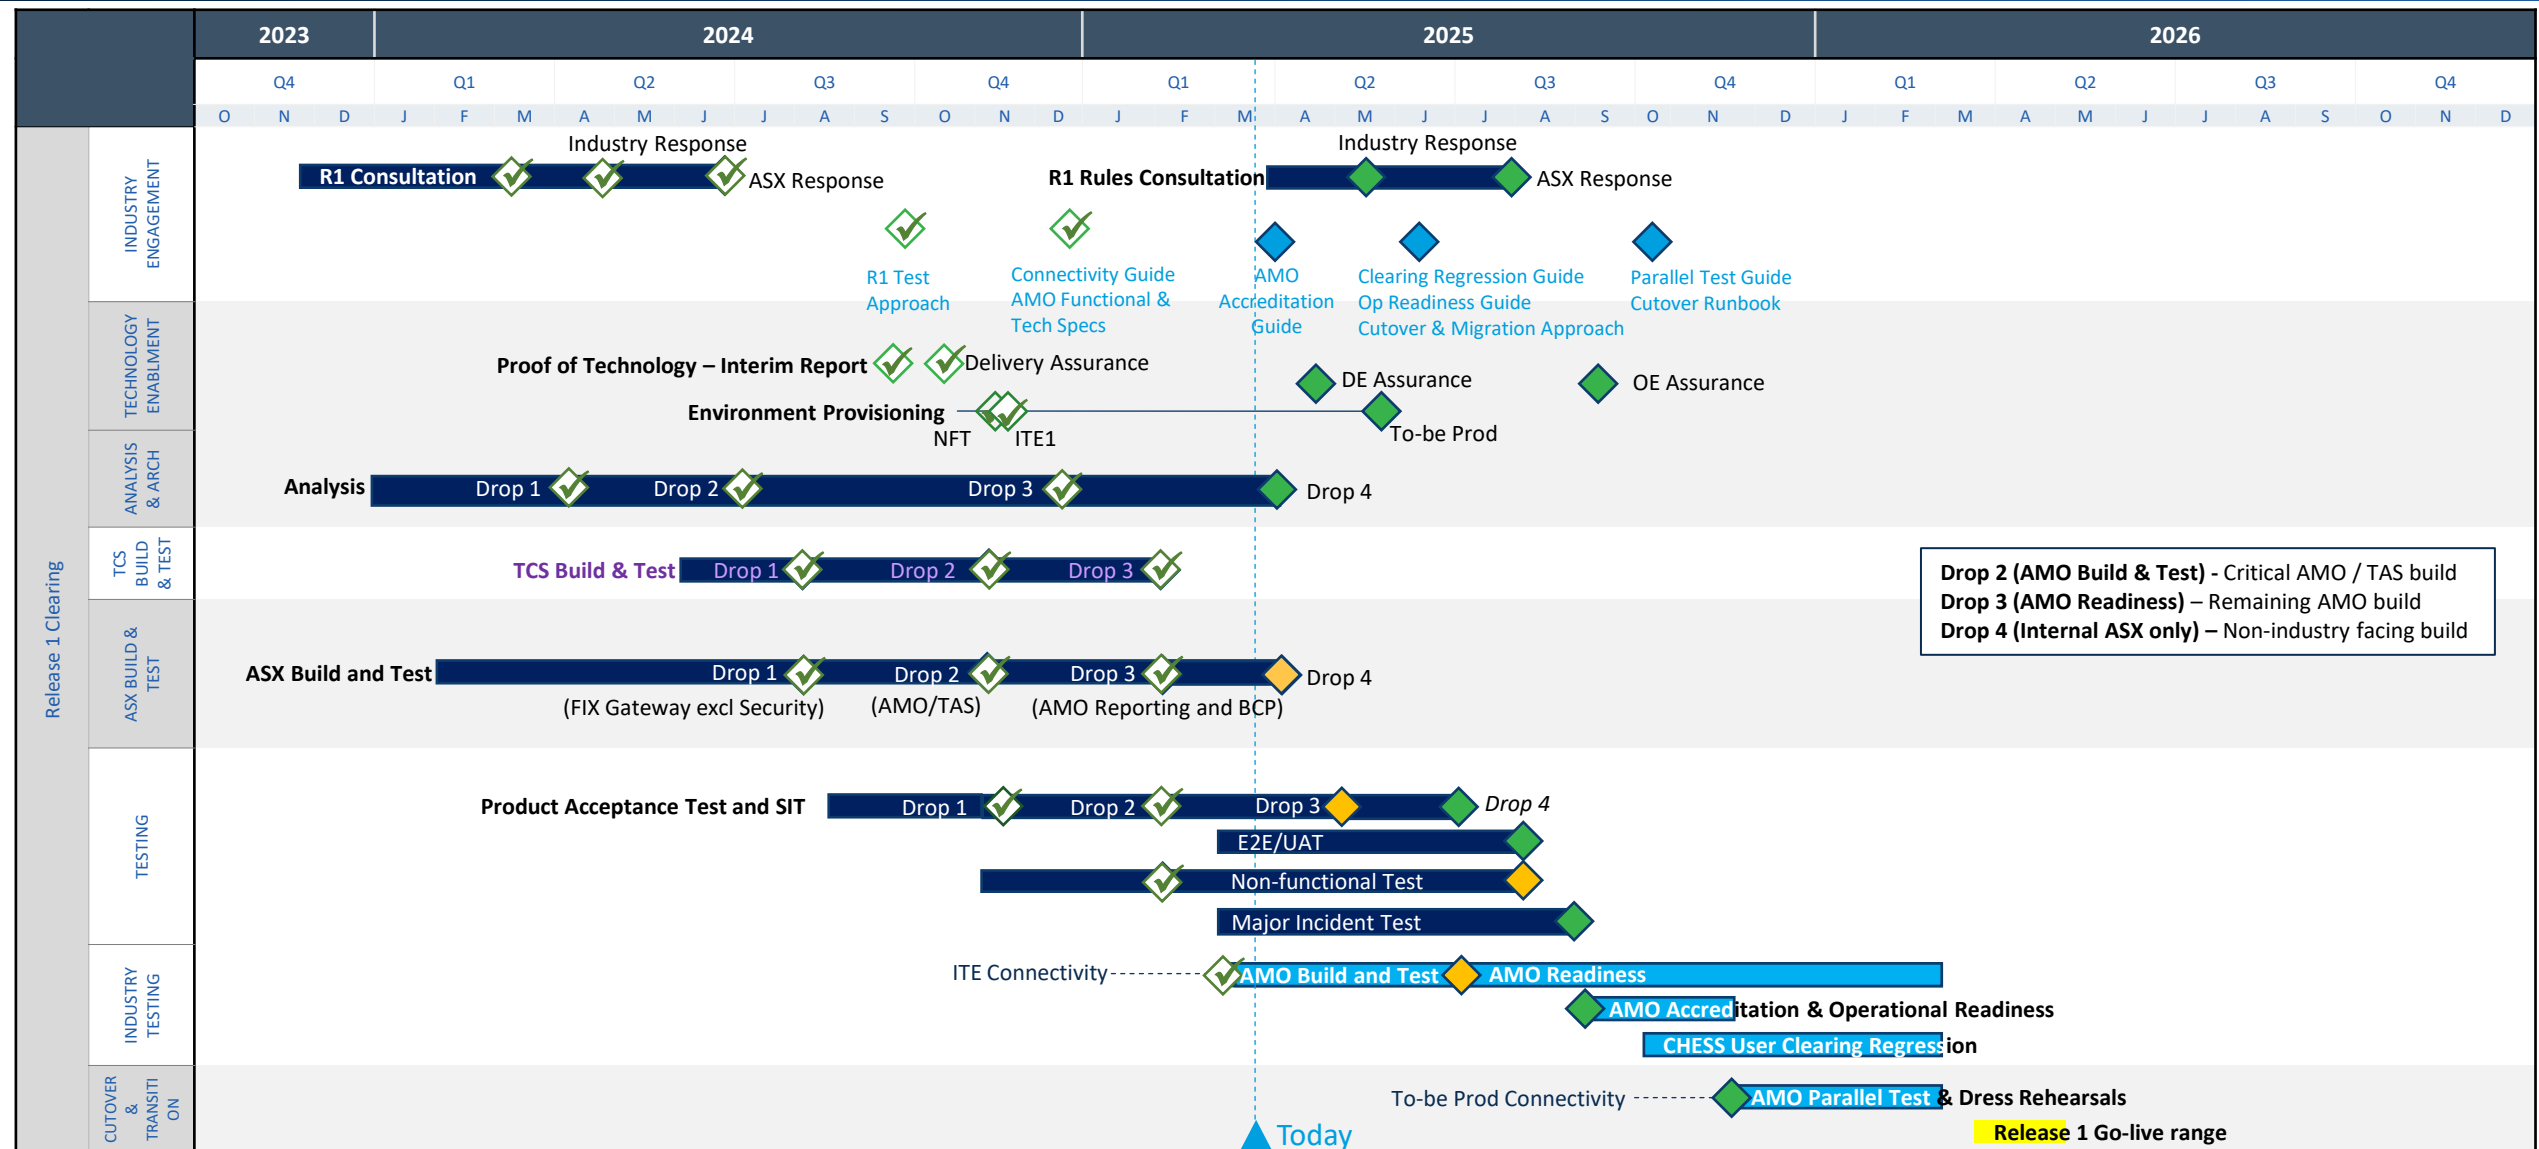 2023 2024 2025 2026
Q4 Q1 Q2 Q3 Q4 Q1 Q2 Q3 Q4 Q1 Q2 Q3 Q4
O N D J F M A M J J A S O N D J F M A M J J A S O N D J F M A M J J A S O N D
Release 1 Clearing
INDUSTRY
ENGAGEMENT
Industry Response
R1 Consultation
ASX Response
Industry Response
R1 Rules Consultation
ASX Response
R1 Test
Approach
Connectivity Guide
AMO Functional &
Tech Specs
AMO
Accreditation
Guide
Clearing Regression Guide
Op Readiness Guide
Cutover & Migration Approach
Parallel Test Guide
Cutover Runbook
TECHNOLOGY
ENABLMENT
Proof of Technology – Interim Report
Delivery Assurance
DE Assurance
OE Assurance
Environment Provisioning
NFT
ITE1
To-be Prod
ANALYSIS
& ARCH
Analysis
Drop 1
Drop 2
Drop 3
Drop 4
TCS
BUILD
& TEST
TCS Build & Test
Drop 1
Drop 2
Drop 3
Drop 2 (AMO Build & Test) - Critical AMO / TAS build
Drop 3 (AMO Readiness) – Remaining AMO build
Drop 4 (Internal ASX only) – Non-industry facing build
ASX BUILD &
TEST
ASX Build and Test
Drop 1
Drop 2
Drop 3
Drop 4
(FIX Gateway excl Security)
(AMO/TAS)
(AMO Reporting and BCP)
TESTING
Product Acceptance Test and SIT
Drop 1
Drop 2
Drop 3
Drop 4
E2E/UAT
Non-functional Test
Major Incident Test
INDUSTRY
TESTING
ITE Connectivity
AMO Build and Test
AMO Readiness
AMO Accreditation & Operational Readiness
CHESS User Clearing Regression
CUTOVER
&
TRANSITI
ON
To-be Prod Connectivity
AMO Parallel Test & Dress Rehearsals
Release 1 Go-live range
Today